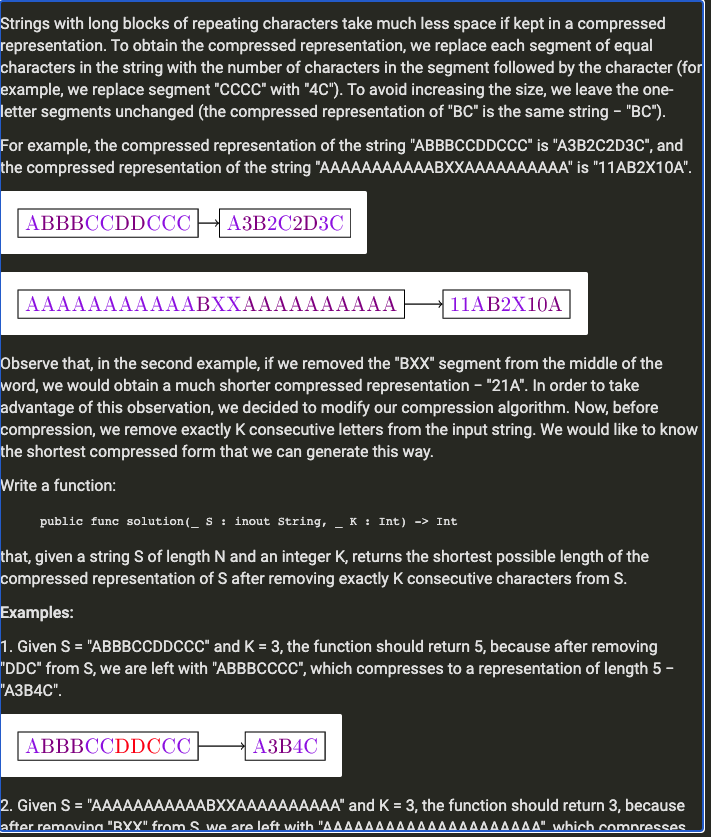 Strings with long blocks of repeating characters take much less space if kept in a compressed
representation. To obtain the compressed representation, we replace each segment of equal
characters in the string with the number of characters in the segment followed by the character (for
example, we replace segment "CCCC" with "4C"). To avoid increasing the size, we leave the one-
letter segments unchanged (the compressed representation of "BC" is the same string – "BC").
For example, the compressed representation of the string "ABBBCCDDCCC" is "A3B2C2D3C", and
the compressed representation of the string "AAAAAAAAAAABXXAAAAAAAAAA" is "11AB2X10A".
ABBBCCDDCCC A3B2C2D3C
AAAAAAAAAAABXXAAAAAAAAAA 11AB2X10A
Observe that, in the second example, if we removed the "BXX" segment from the middle of the
word, we would obtain a much shorter compressed representation – "21A". In order to take
advantage of this observation, we decided to modify our compression algorithm. Now, before
compression, we remove exactly K consecutive letters from the input string. We would like to know
the shortest compressed form that we can generate this way.
Write a function:
public func solution(_ S : inout String, _ K : Int) -> Int
that, given a string S of length N and an integer K, returns the shortest possible length of the
compressed representation of S after removing exactly K consecutive characters from S.
Examples:
1. Given S = "ABBBCCDDCCC" and K = 3, the function should return 5, because after removing
"DDC" from S, we are left with "ABBBCCCC", which compresses to a representation of length 5 –
"A3B4C".
ABBBCCDDCCC A3B4C
2. Given S = "AAAAAAAAAAABXXAAAAAAAAAA" and K = 3, the function should return 3, because
after removing "BXX" from S, we are left with "AAAAAAAAAAAAAAAAAAAAA", which compresses